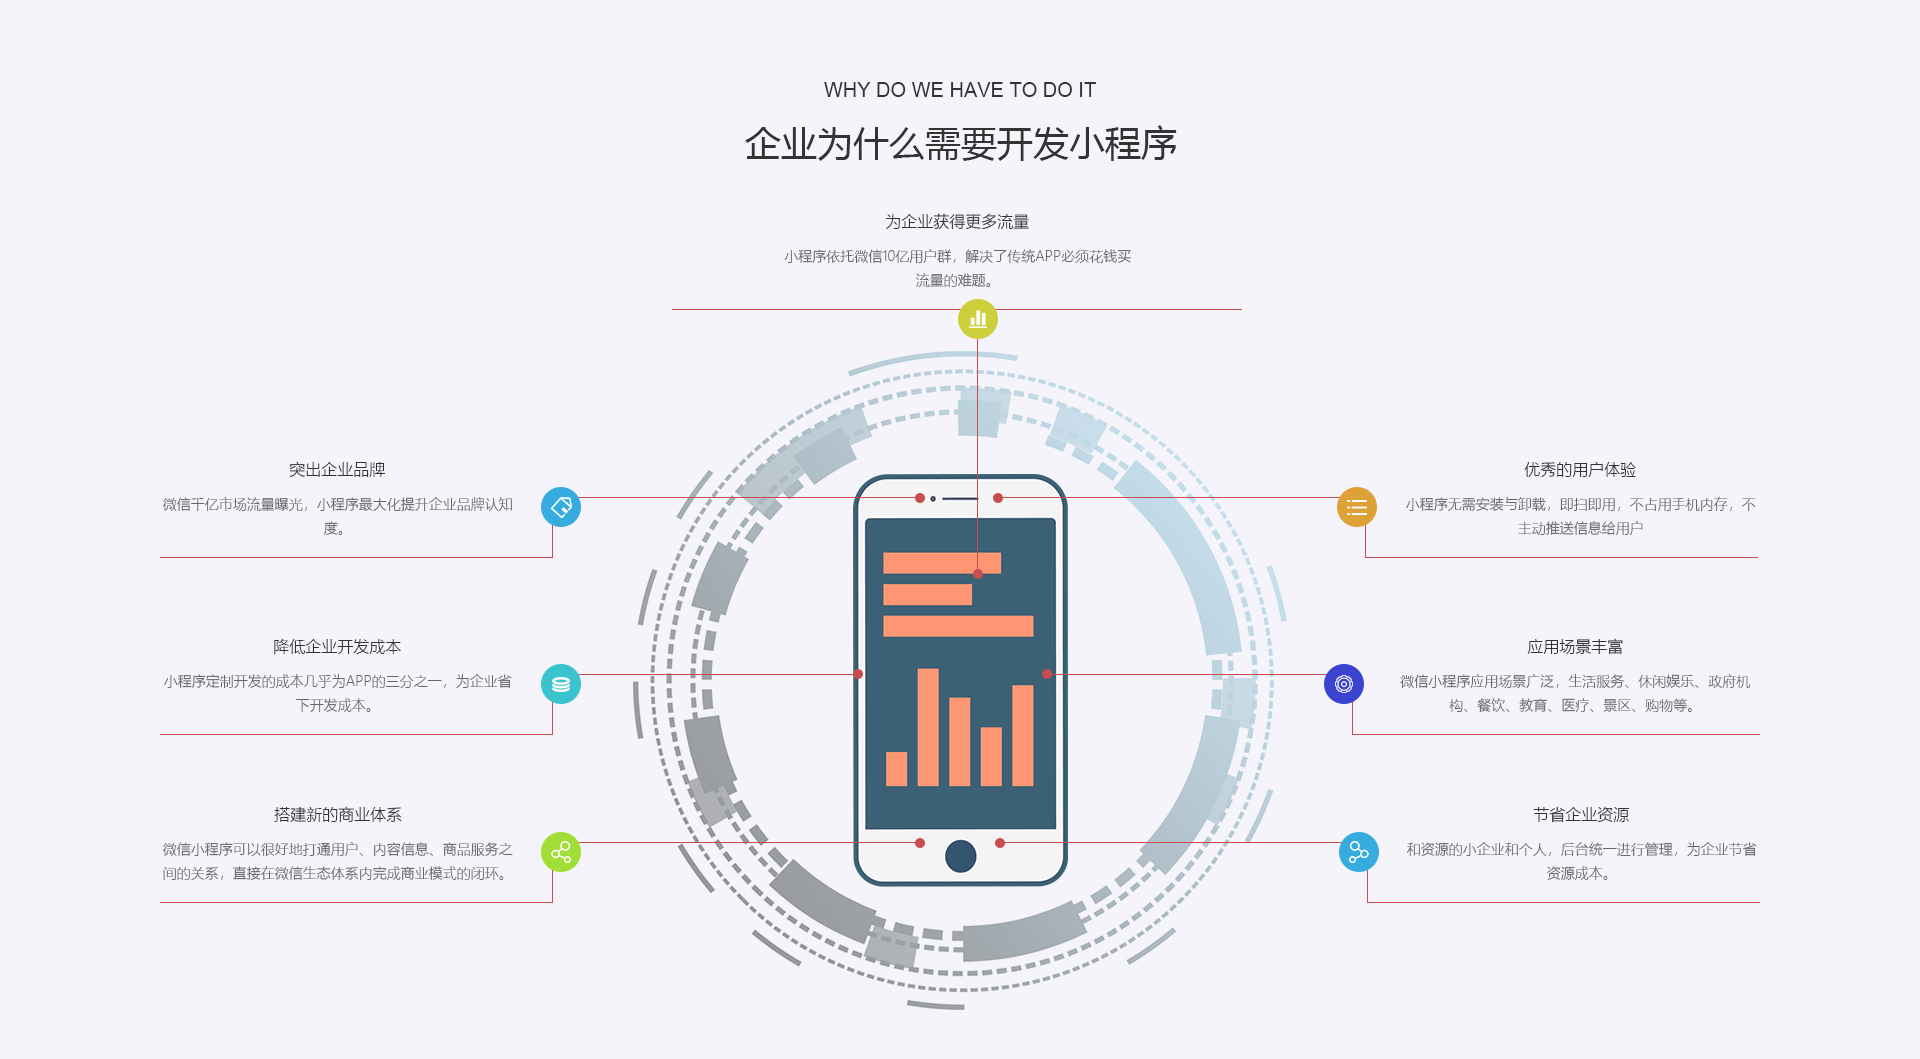 WHY DO WE HAVE TO DO IT
企业为什么需要开发小程序
为企业获得更多流量
小程序依托微信10亿用户群，解决了传统APP必须花钱买
流量的难题。
突出企业品牌
微信千亿市场流量曝光，小程序最大化提升企业品牌认知
度。
降低企业开发成本
小程序定制开发的成本几乎为APP的三分之一，为企业省
下开发成本。
搭建新的商业体系
微信小程序可以很好地打通用户、内容信息、商品服务之
间的关系，直接在微信生态体系内完成商业模式的闭环。
优秀的用户体验
小程序无需安装与卸载，即扫即用，不占用手机内存，不
主动推送信息给用户
应用场景丰富
微信小程序应用场景广泛，生活服务、休闲娱乐、政府机
构、餐饮、教育、医疗、景区、购物等。
节省企业资源
和资源的小企业和个人，后台统一进行管理，为企业节省
资源成本。